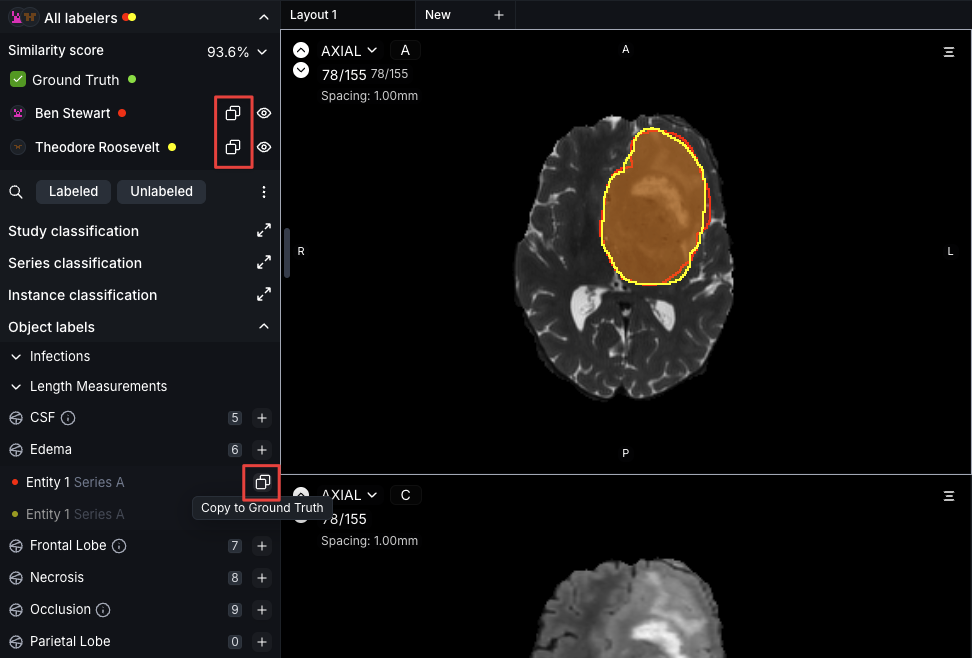 All labelers
Layout 1
New
+
Similarity score
93.6%
Ground Truth
Ben Stewart
Theodore Roosevelt
Labeled
Unlabeled
Study classification
Series classification
Instance classification
Object labels
Infections
Length Measurements
CSF
5
+
Edema
6
+
Entity 1 Series A
Copy to Ground Truth
Entity 1 Series A
Frontal Lobe
7
+
Necrosis
8
+
Occlusion
9
+
Parietal Lobe
0
+
AXIAL
A
78/155 78/155
Spacing: 1.00mm
A
R
L
P
AXIAL
C
78/155
Spacing: 1.00mm